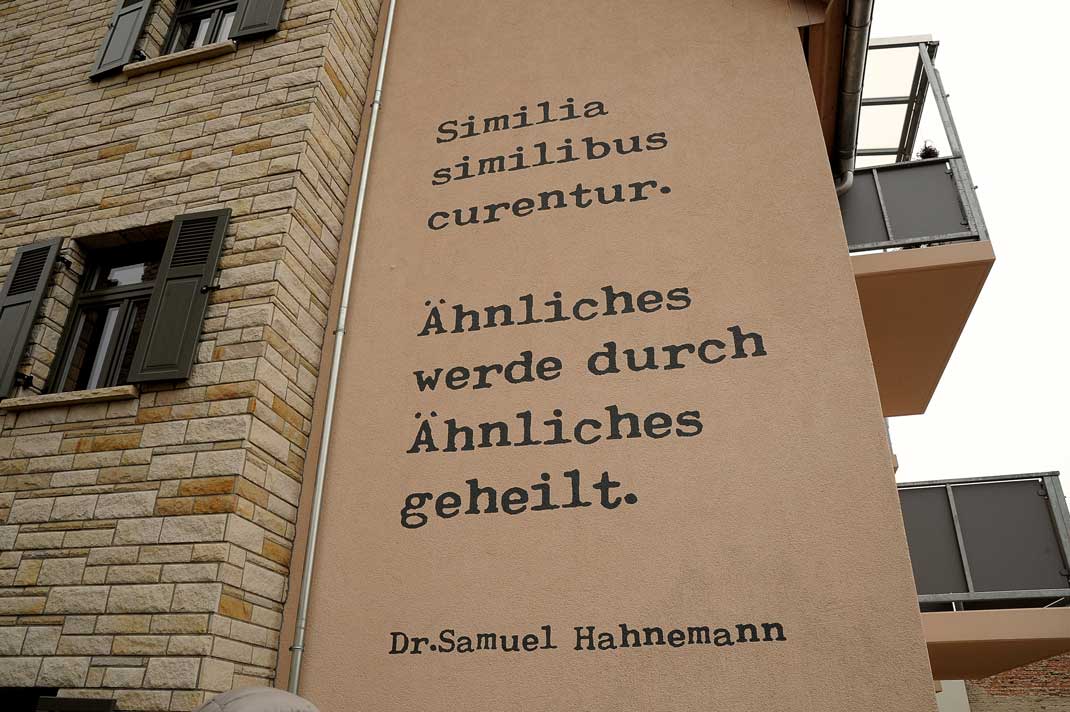 Similia
similibus
curentur.
Ähnliches
werde durch
Ähnliches
geheilt.
Dr.Samuel Hahnemann